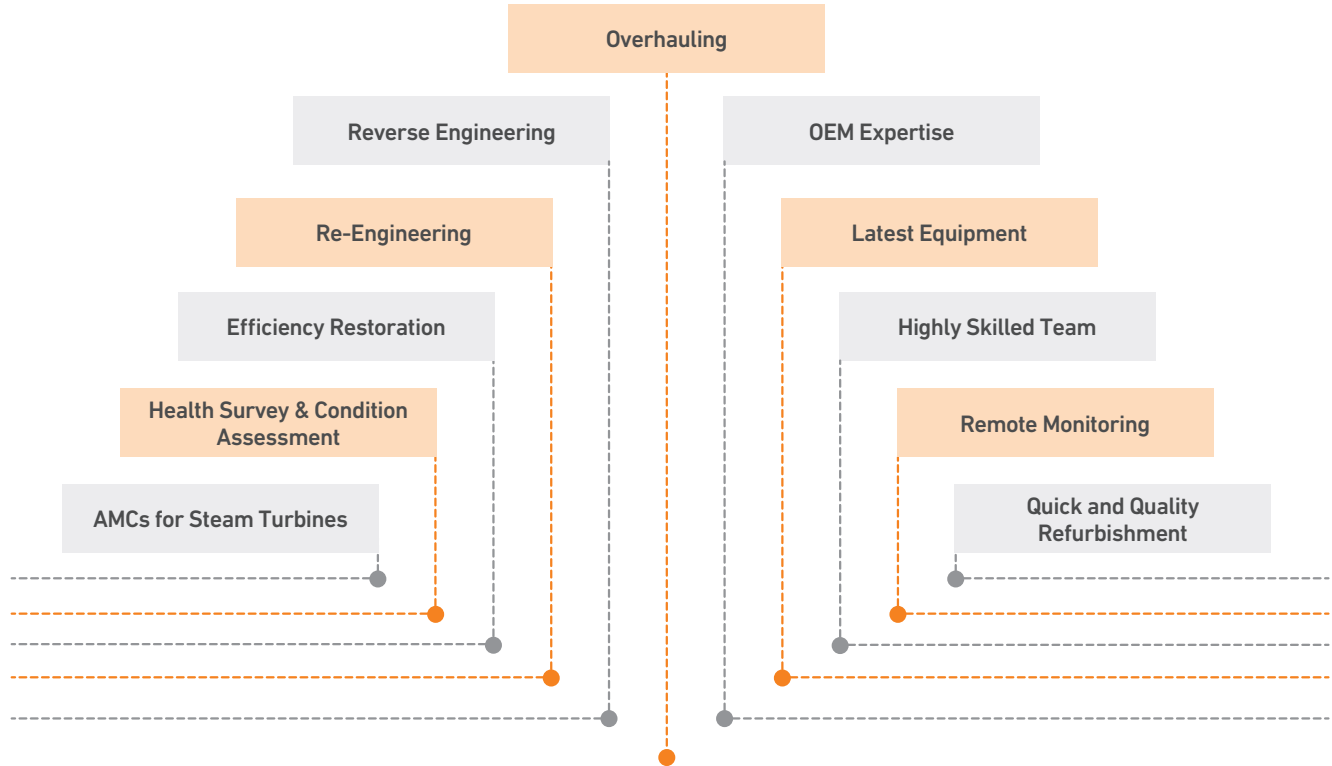 Overhauling
Reverse Engineering
OEM Expertise
Re-Engineering
Latest Equipment
Efficiency Restoration
Highly Skilled Team
Health Survey & Condition
Assessment
Remote Monitoring
AMCs for Steam Turbines
Quick and Quality
Refurbishment